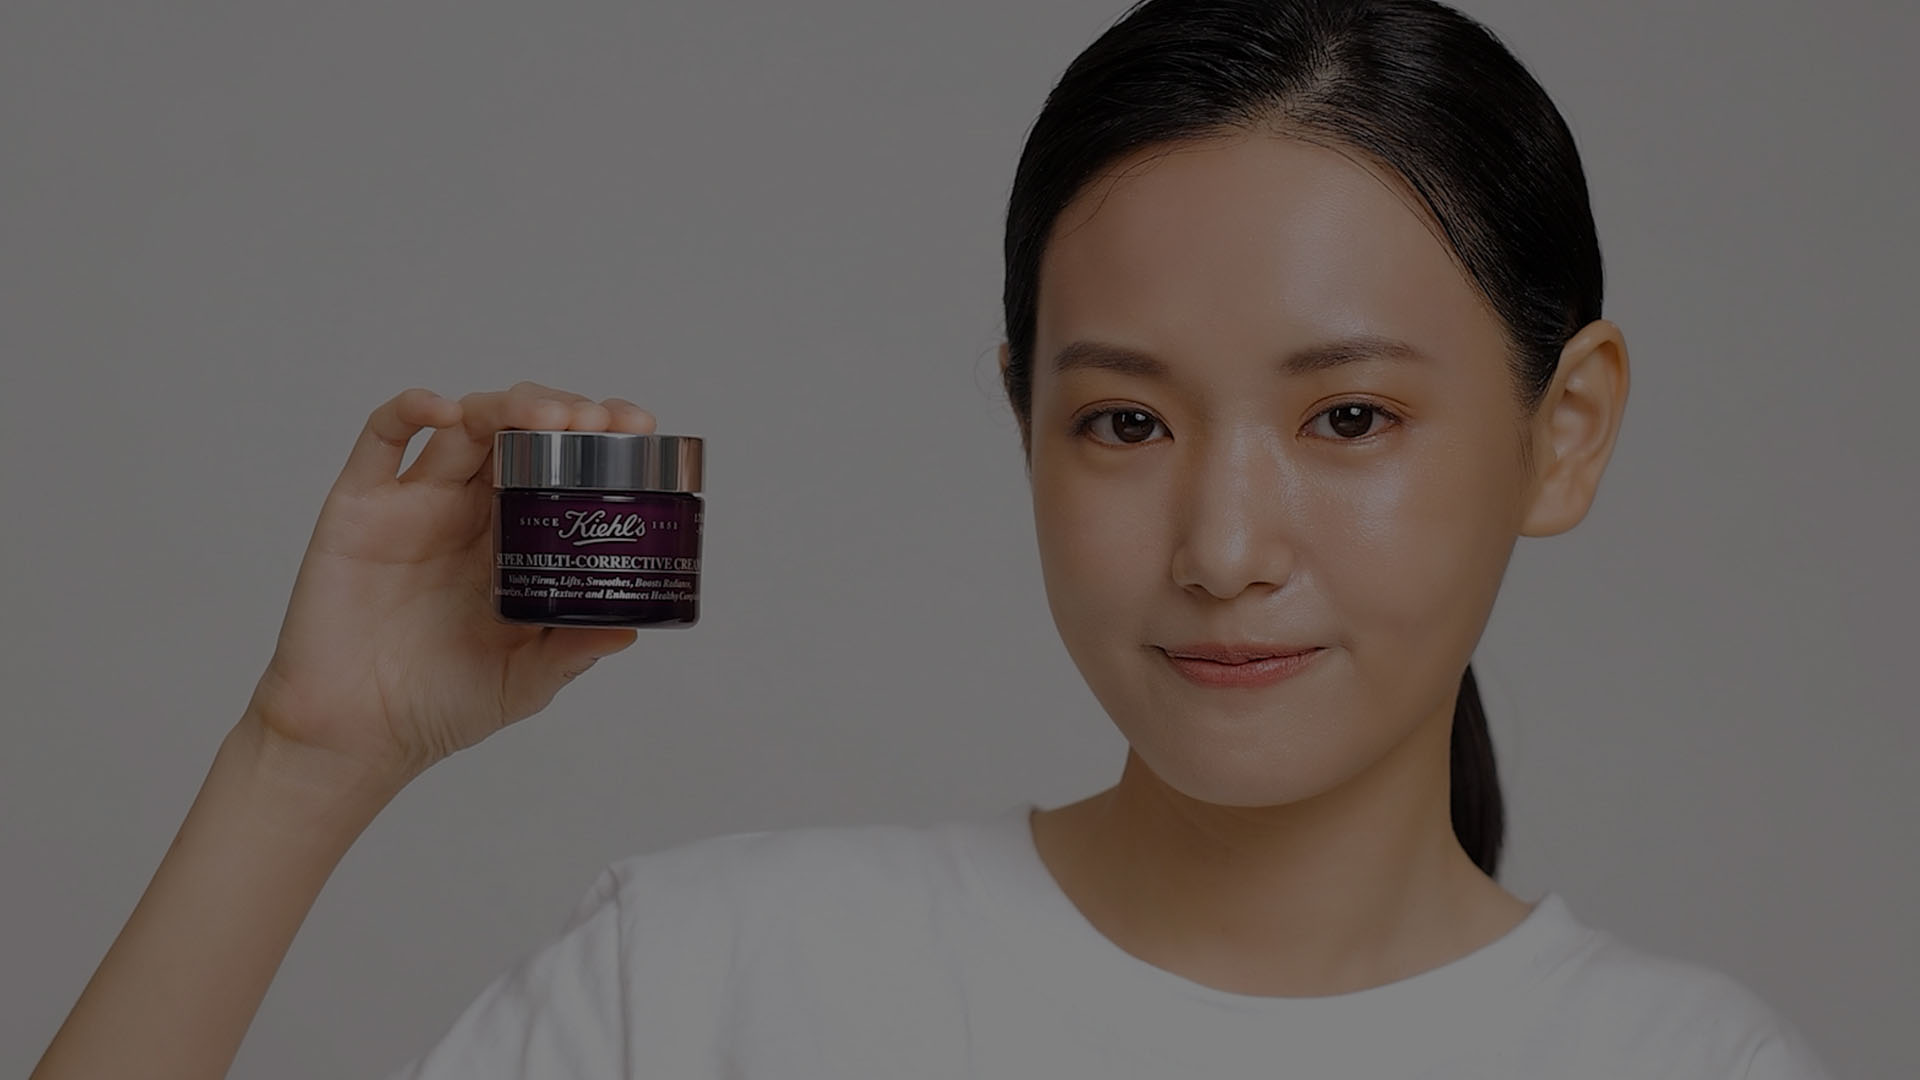 SINCE Kiehl's 1851
SUPER MULTI-CORRECTIVE CREAM
Visibly Firms, Lifts, Smoothes, Boosts Radiance,
Evens Texture and Enhances Healthy